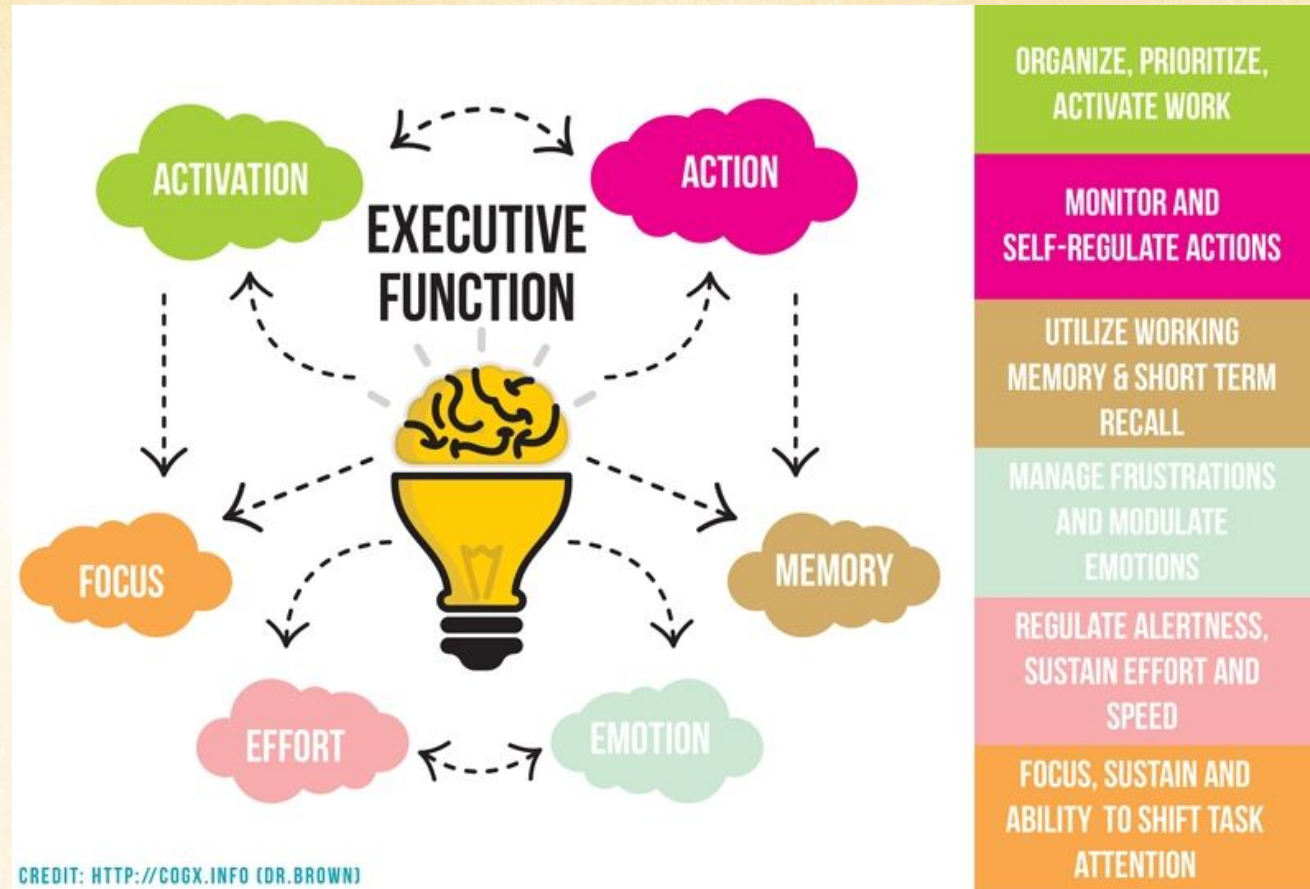 ACTIVATION
ACTION
EXECUTIVE
FUNCTION
FOCUS
MEMORY
EFFORT
EMOTION
CREDIT: HTTP://COGX.INFO (DR.BROWN)
ORGANIZE, PRIORITIZE,
ACTIVATE WORK
MONITOR AND
SELF-REGULATE ACTIONS
UTILIZE WORKING
MEMORY & SHORT TERM
RECALL
MANAGE FRUSTRATIONS
AND MODULATE
EMOTIONS
REGULATE ALERTNESS,
SUSTAIN EFFORT AND
SPEED
FOCUS, SUSTAIN AND
ABILITY TO SHIFT TASK
ATTENTION